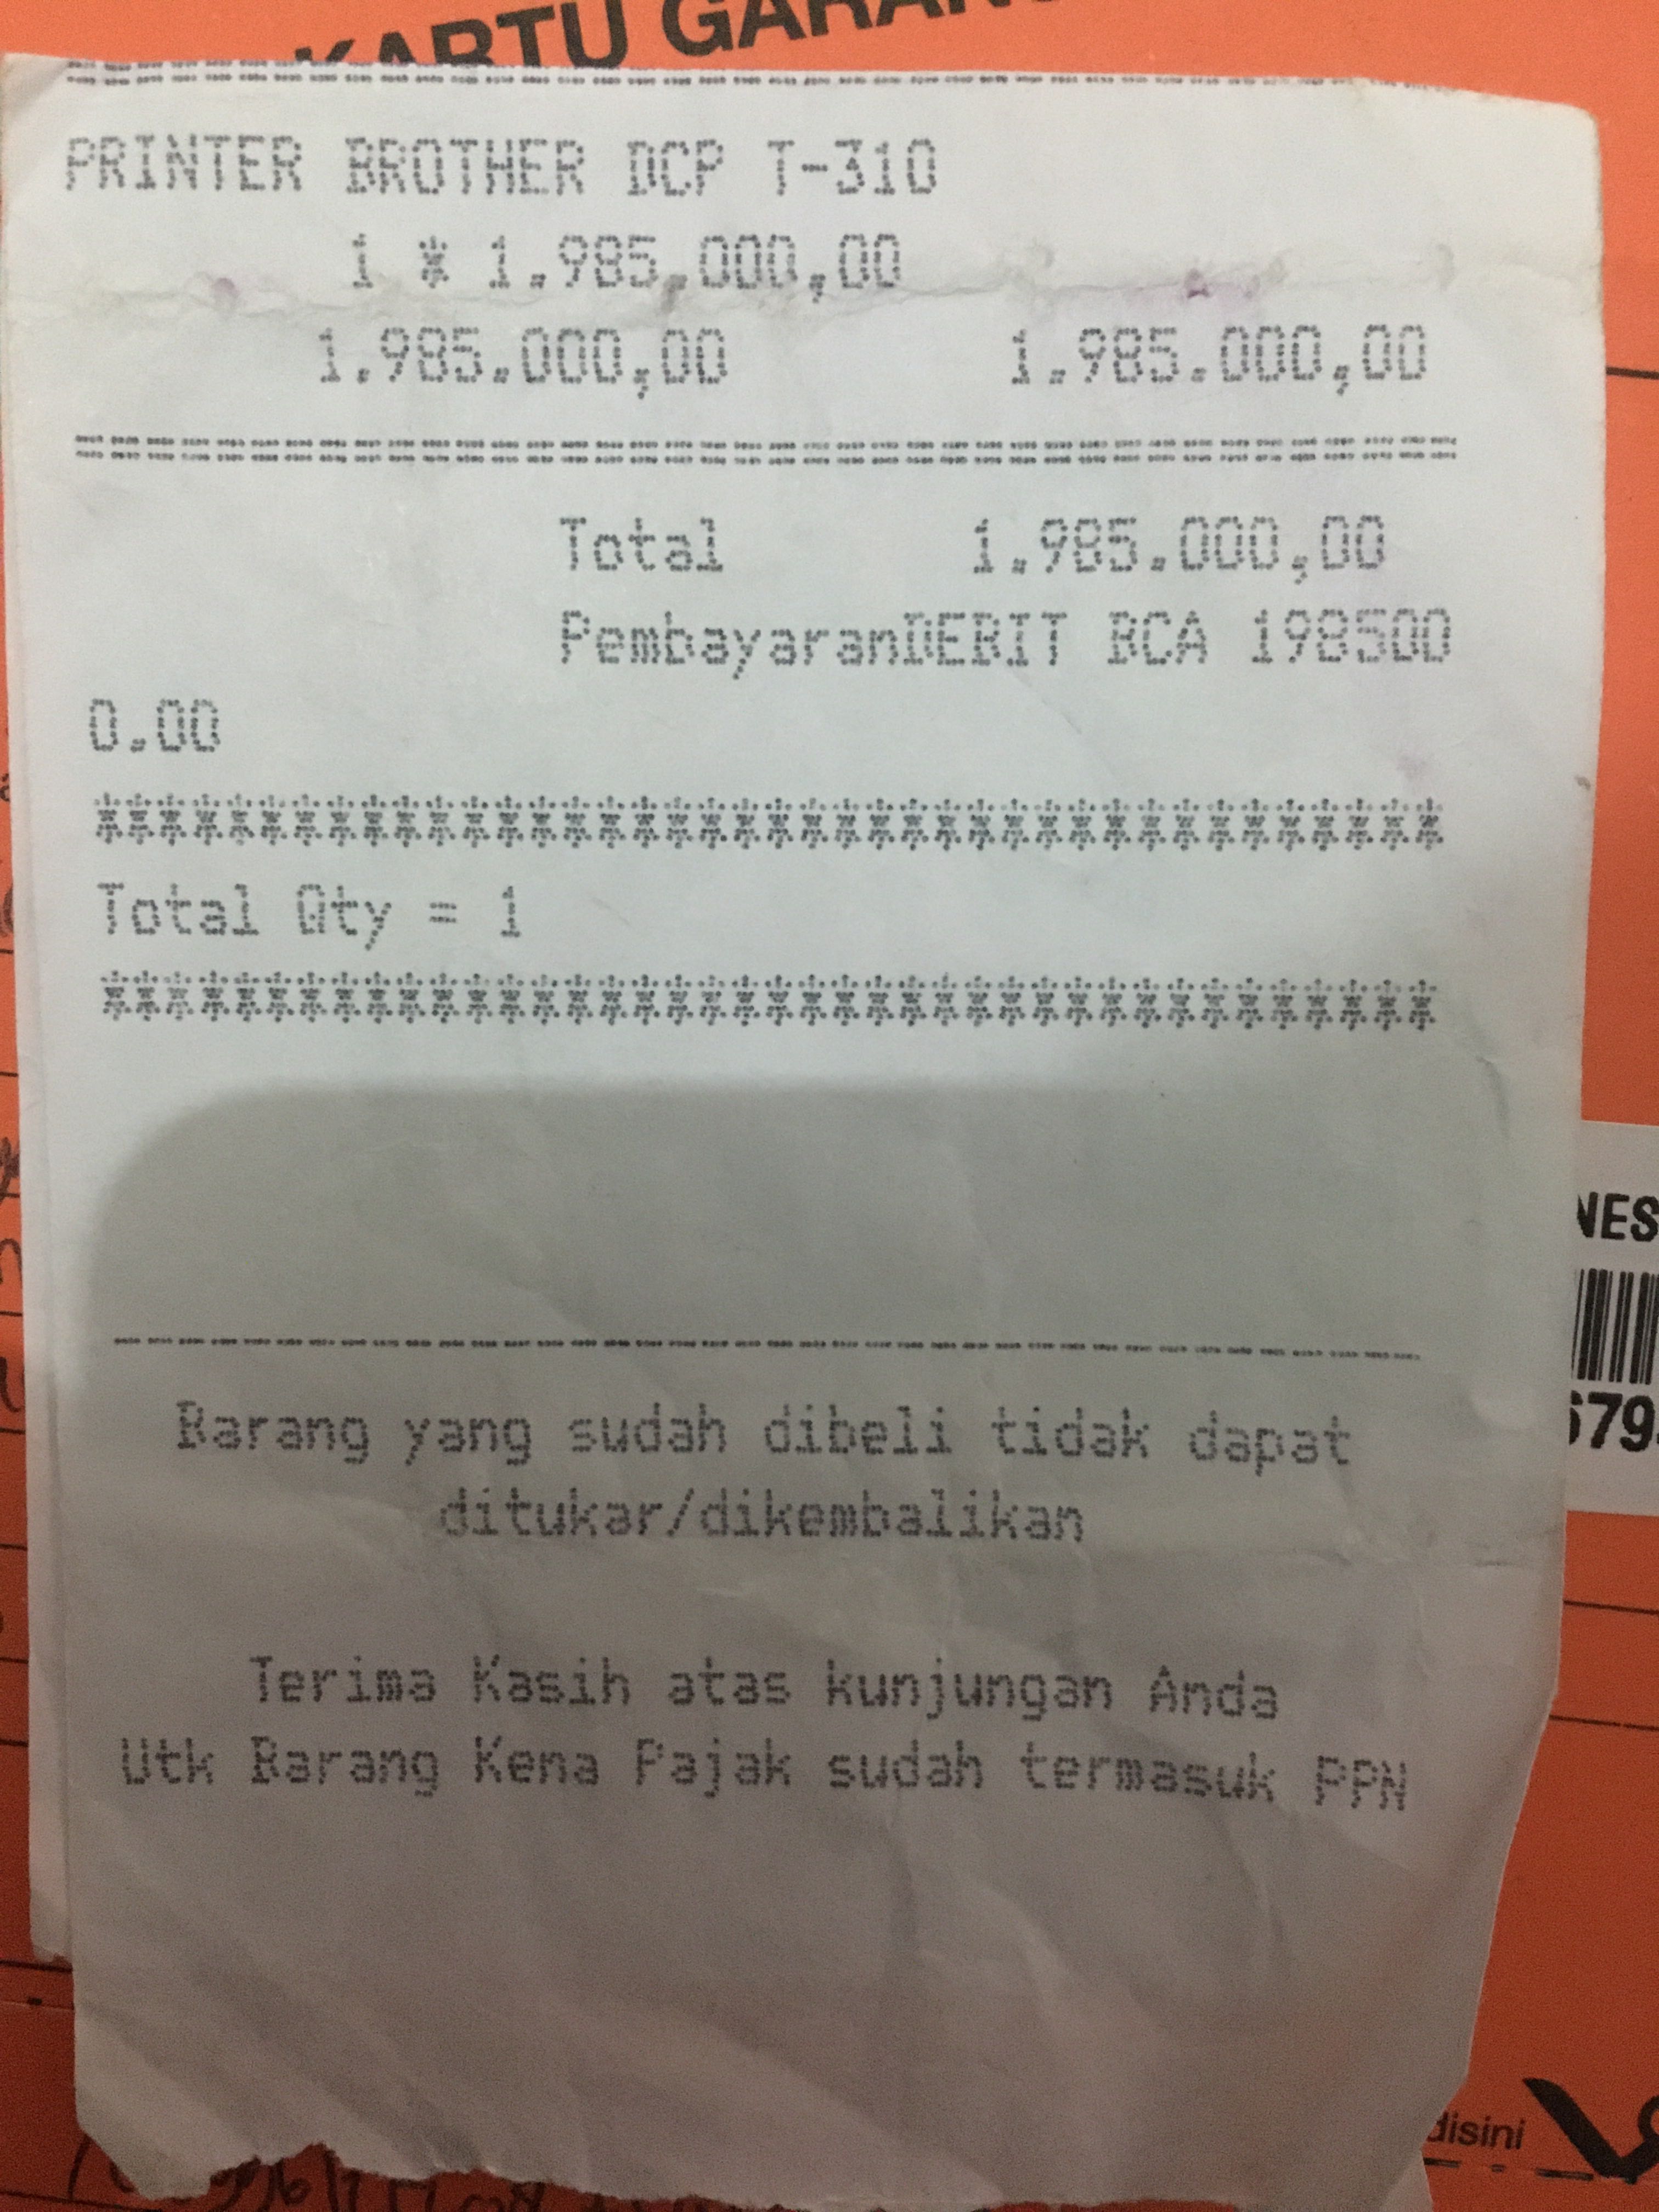 KARTU GARAN
PRINTER BROTHER DCP T-310
1 * 1.985.000,00
1.985.000,00 1.985.000,00
Total 1.985.000,00
PembayaranDEBIT BCA 198500
0.00
***************************************
Total Qty = 1
***************************************
Barang yang sudah dibeli tidak dapat
ditukar/dikembalikan
Terima Kasih atas kunjungan Anda
Utk Barang Kena Pajak sudah termasuk PPN
NES
679
disini